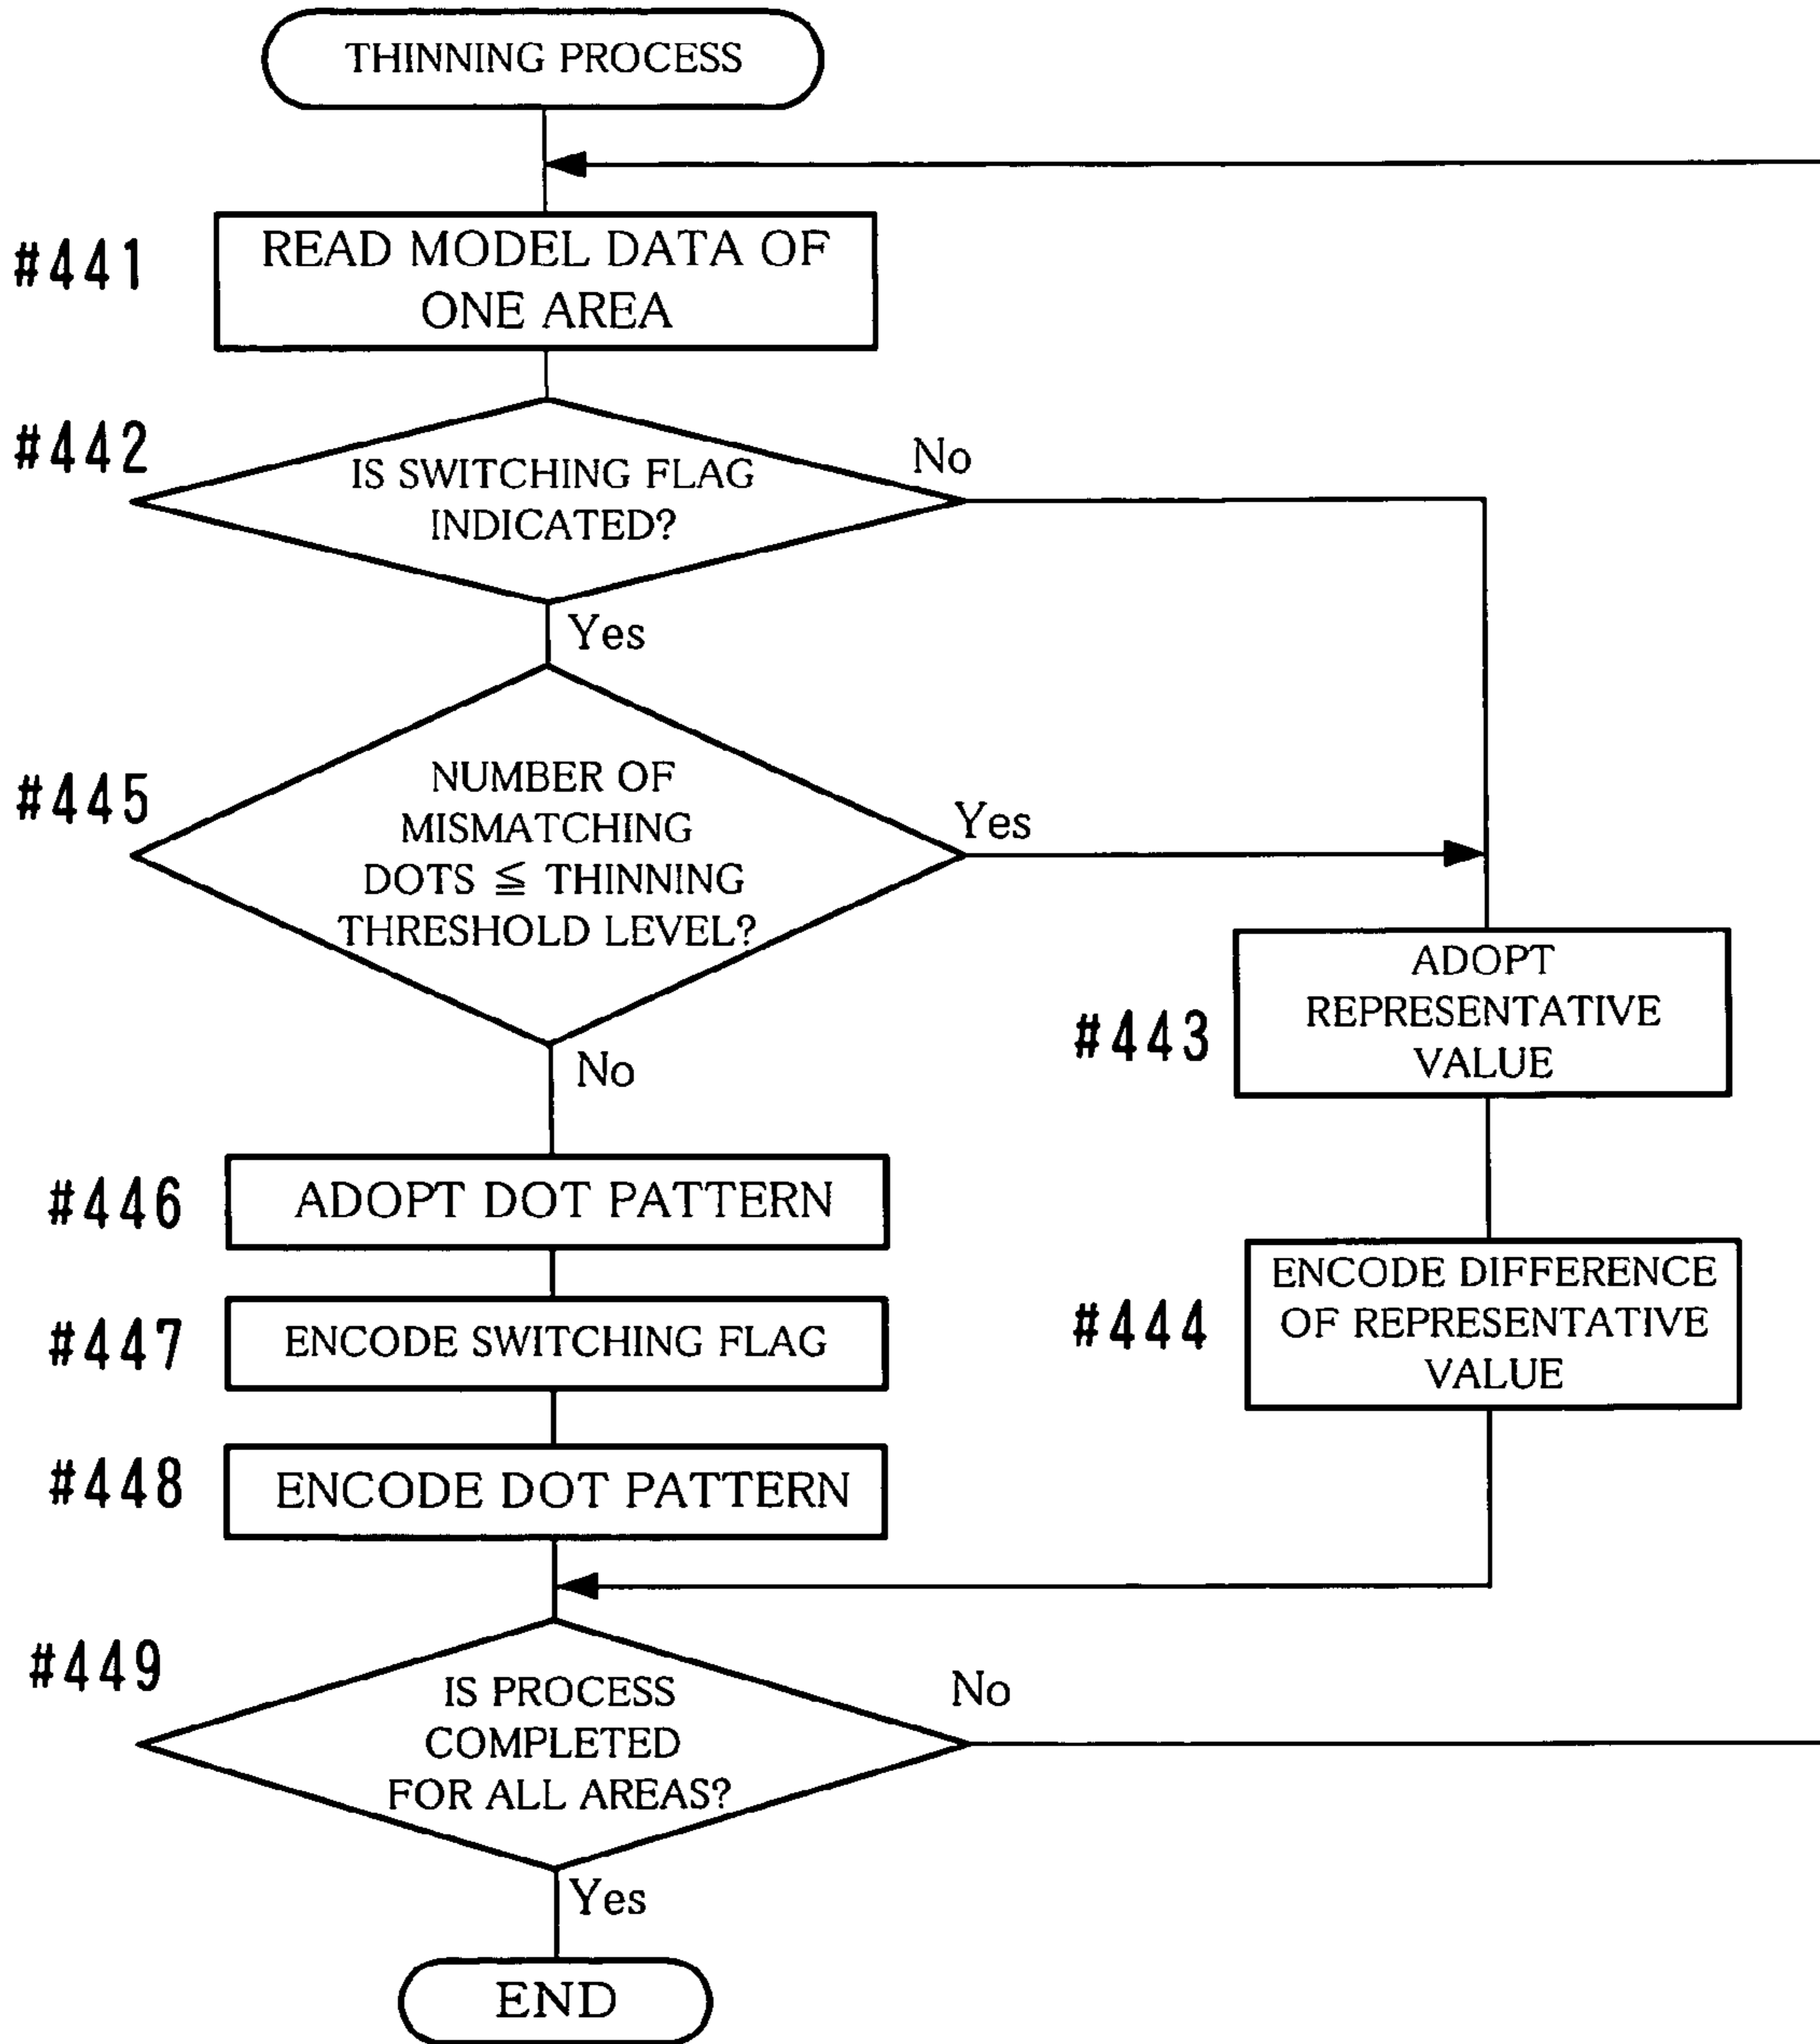 THINNING PROCESS
#441
READ MODEL DATA OF
ONE AREA
#442
IS SWITCHING FLAG
INDICATED?
No
Yes
#445
NUMBER OF
MISMATCHING
DOTS ≦ THINNING
THRESHOLD LEVEL?
Yes
No
#443
ADOPT
REPRESENTATIVE
VALUE
#446
ADOPT DOT PATTERN
#444
ENCODE DIFFERENCE
OF REPRESENTATIVE
VALUE
#447
ENCODE SWITCHING FLAG
#448
ENCODE DOT PATTERN
#449
IS PROCESS
COMPLETED
FOR ALL AREAS?
No
Yes
END